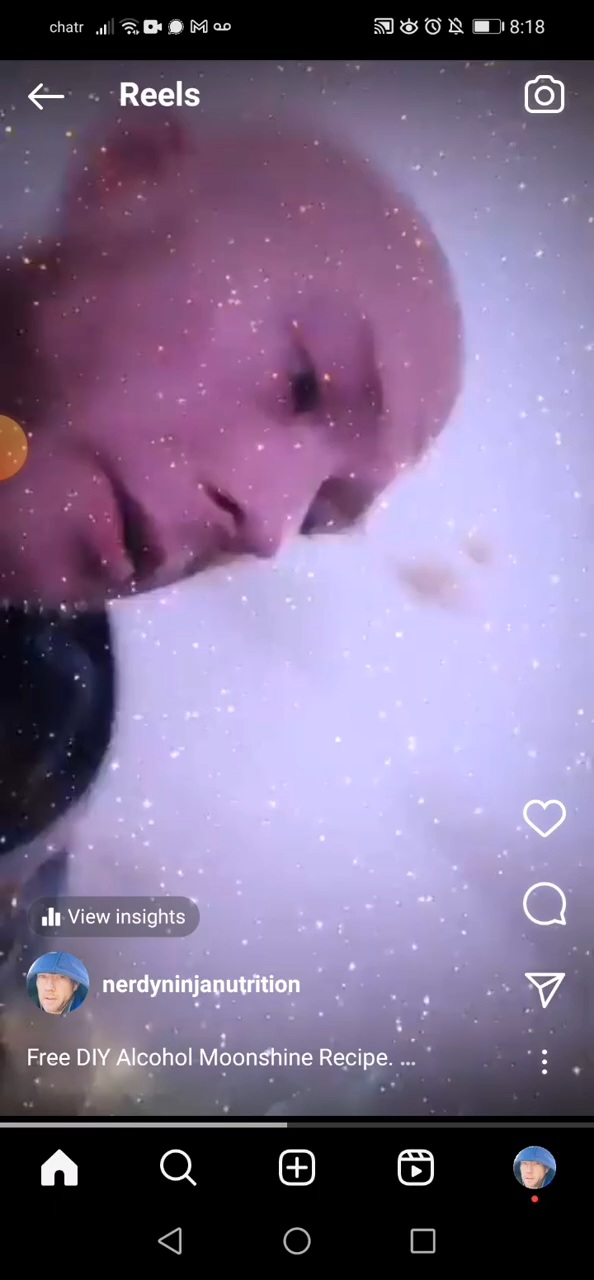 chatr 8:18
Reels
View insights
nerdyninjanutrition
Free DIY Alcohol Moonshine Recipe. ...